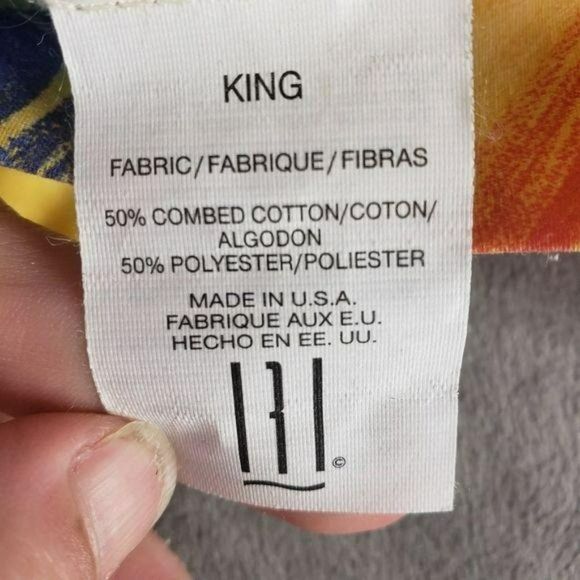 KING
FABRIC/FABRIQUE/FIBRAS
50% COMBED COTTON/COTON/
ALGODON
50% POLYESTER/POLIESTER
MADE IN U.S.A.
FABRIQUE AUX E.U.
HECHO EN EE. UU.
©